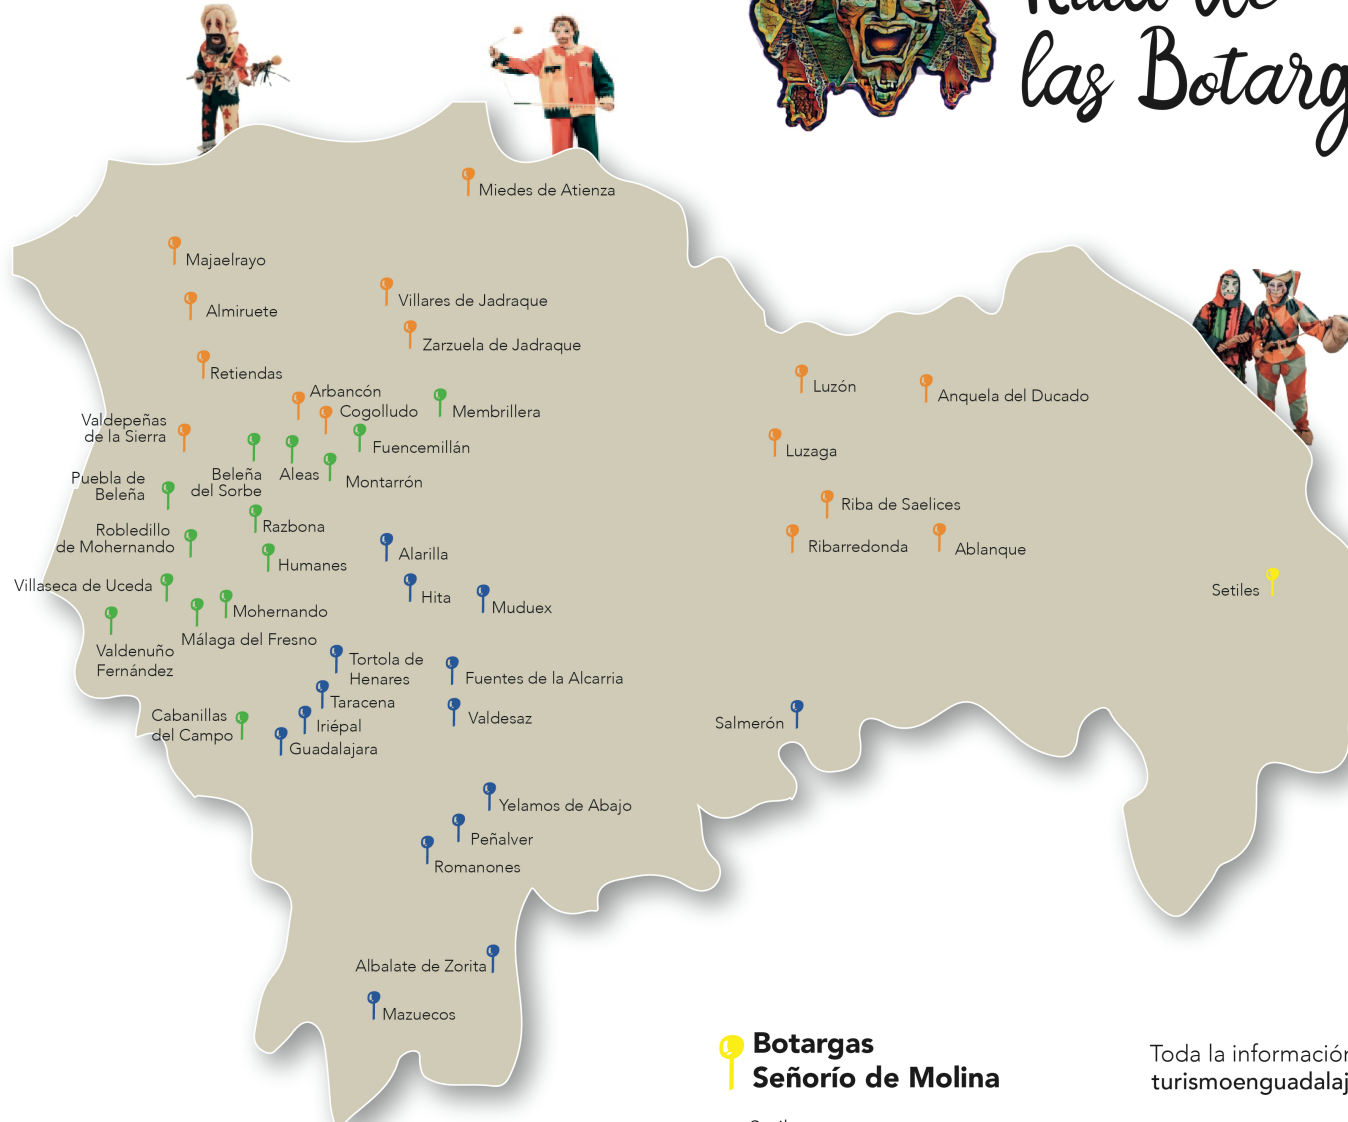 las Botarg
Miedes de Atienza
Majaelrayo
Almiruete
Villares de Jadraque
Zarzuela de Jadraque
Retiendas
Arbancón
Cogolludo
Membrillera
Luzón
Anquela del Ducado
Valdepeñas
de la Sierra
Fuencemillán
Luzaga
Beleña
del Sorbe
Aleas
Montarrón
Puebla de
Beleña
Riba de Saelices
Razbona
Robledillo
de Mohernando
Alarilla
Ribarredonda
Ablanque
Humanes
Villaseca de Uceda
Hita
Muduex
Setiles
Mohernando
Málaga del Fresno
Valdenuño
Fernández
Tortola de
Henares
Fuentes de la Alcarria
Taracena
Valdesaz
Cabanillas
del Campo
Iriépal
Guadalajara
Salmerón
Yelamos de Abajo
Peñalver
Romanones
Albalate de Zorita
Mazuecos
Botargas
Señorío de Molina
Toda la información
turismoenguadalaj